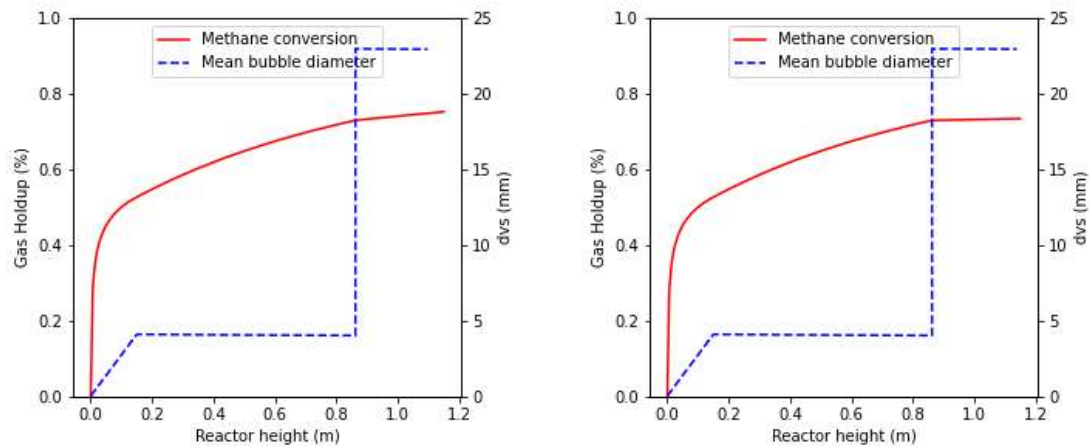 Methane conversion
Mean bubble diameter
Gas Holdup (%)
1.0
0.8
0.6
0.4
0.2
0.0
25
20
15
10
5
0
dvs (mm)
0.0 0.2 0.4 0.6 0.8 1.0 1.2
Reactor height (m)
Methane conversion
Mean bubble diameter
Gas Holdup (%)
1.0
0.8
0.6
0.4
0.2
0.0
25
20
15
10
5
0
dvs (mm)
0.0 0.2 0.4 0.6 0.8 1.0 1.2
Reactor height (m)